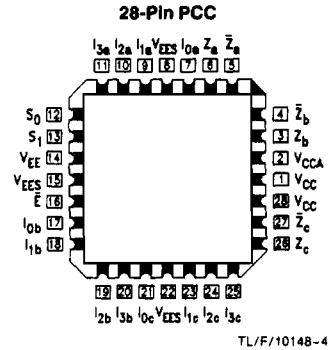 28-Pin PCC
I3a I2a I1a VEES I0a Za Z̅a
11 10 9 8 7 6 5
S0 12
S1 13
VEE 14
VEES 15
E̅ 16
I0b 17
I1b 18
4 Z̅b
3 Zb
2 VCCA
1 VCC
28 VCC
27 Z̅c
26 Zc
19 20 21 22 23 24 25
I2b I3b I0c VEES I1c I2c I3c
TL/F/10148-4